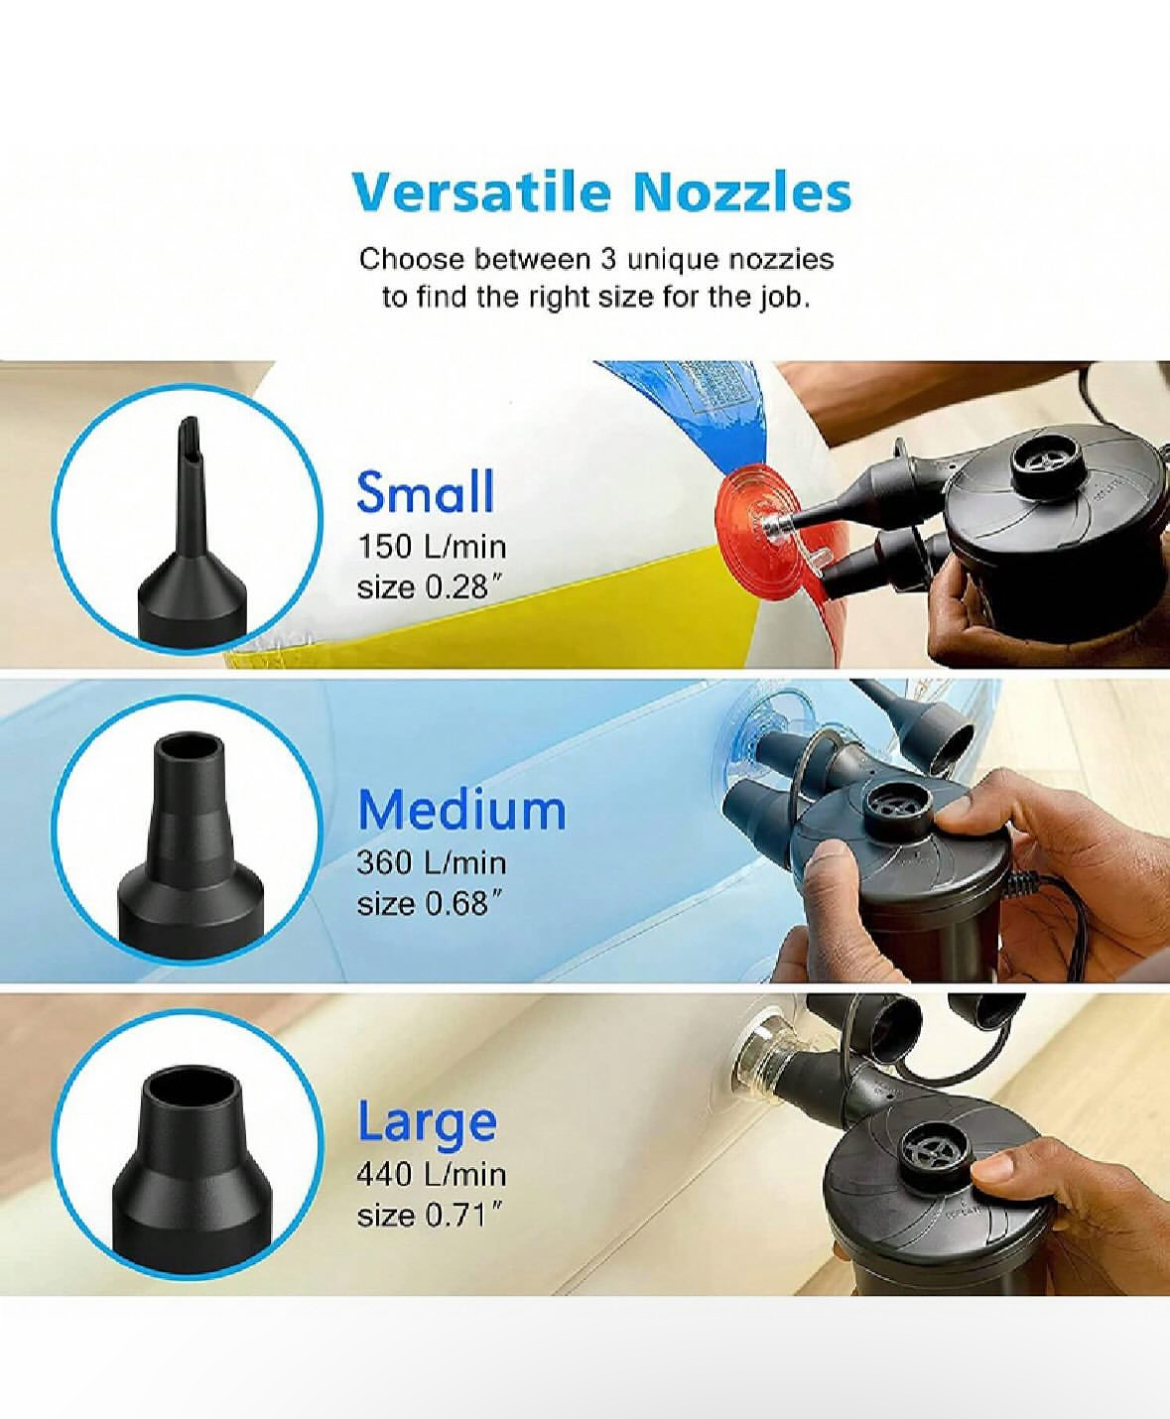 Versatile Nozzles
Choose between 3 unique nozzies
to find the right size for the job.
Small
150 L/min
size 0.28″
Medium
360 L/min
size 0.68″
Large
440 L/min
size 0.71″